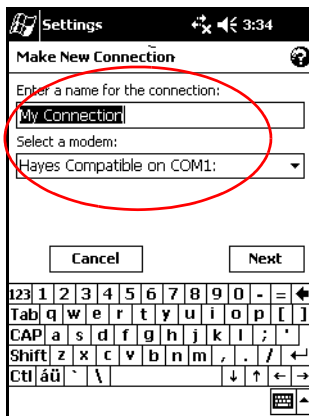 Settings 3:34
Make New Connection
Enter a name for the connection:
My Connection
Select a modem:
Hayes Compatible on COM1:
Cancel Next
123 1 2 3 4 5 6 7 8 9 0 - =
Tab q w e r t y u i o p [ ]
CAP a s d f g h j k l ; '
Shift z x c v b n m , . /
Ctl áü ` \